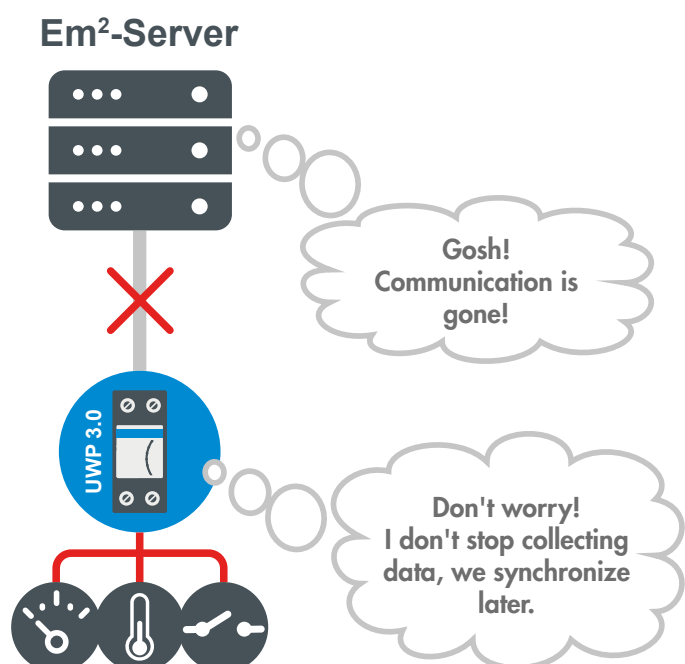 Em²-Server
Gosh!
Communication is
gone!
UWP 3.0
Don't worry!
I don't stop collecting
data, we synchronize
later.